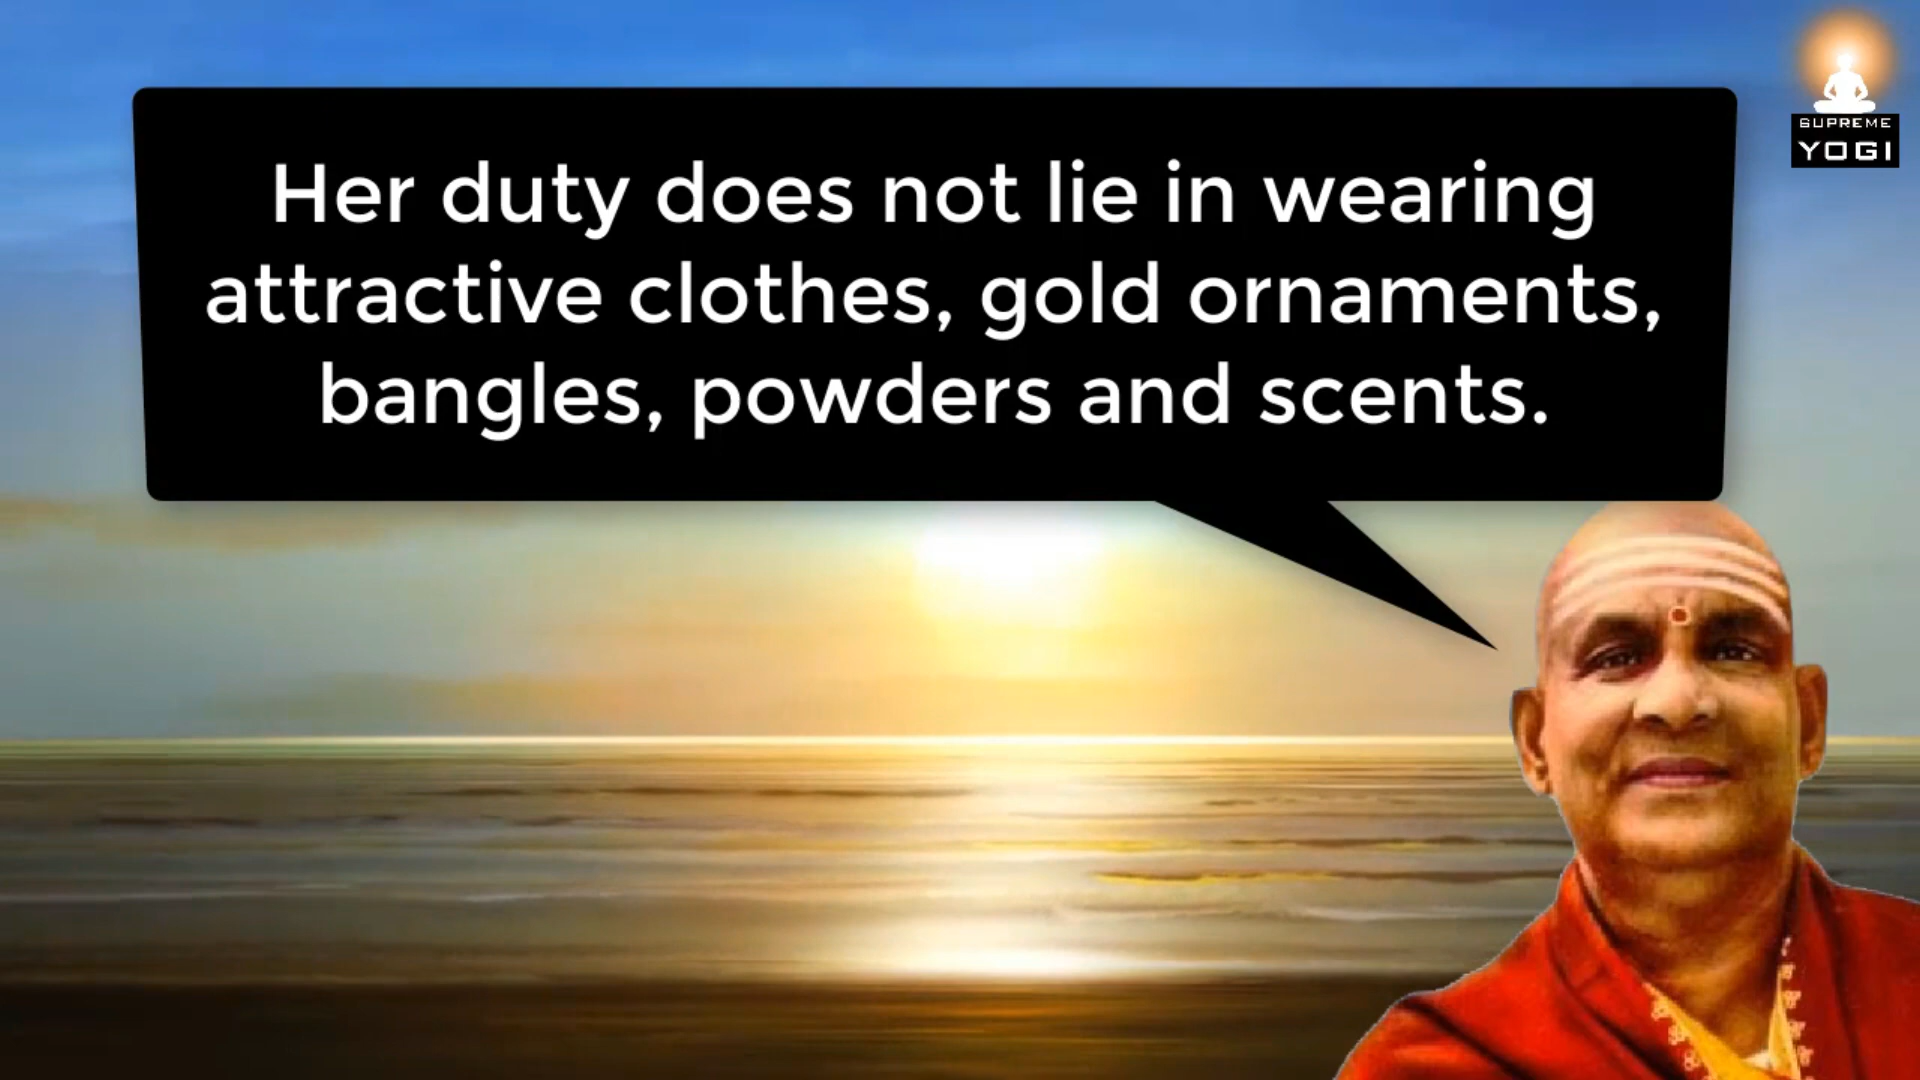 Her duty does not lie in wearing
attractive clothes, gold ornaments,
bangles, powders and scents.
SUPREME
YOGI